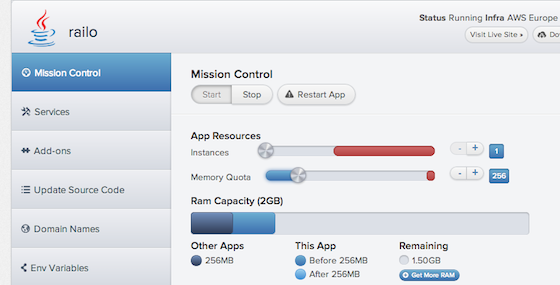 railo
Status Running Infra AWS Europe
Visit Live Site
Mission Control
Services
Add-ons
Update Source Code
Domain Names
Env Variables
Mission Control
Start Stop Restart App
App Resources
Instances - + 1
Memory Quota - + 256
Ram Capacity (2GB)
Other Apps This App Remaining
256MB Before 256MB 1.50GB
After 256MB Get More RAM